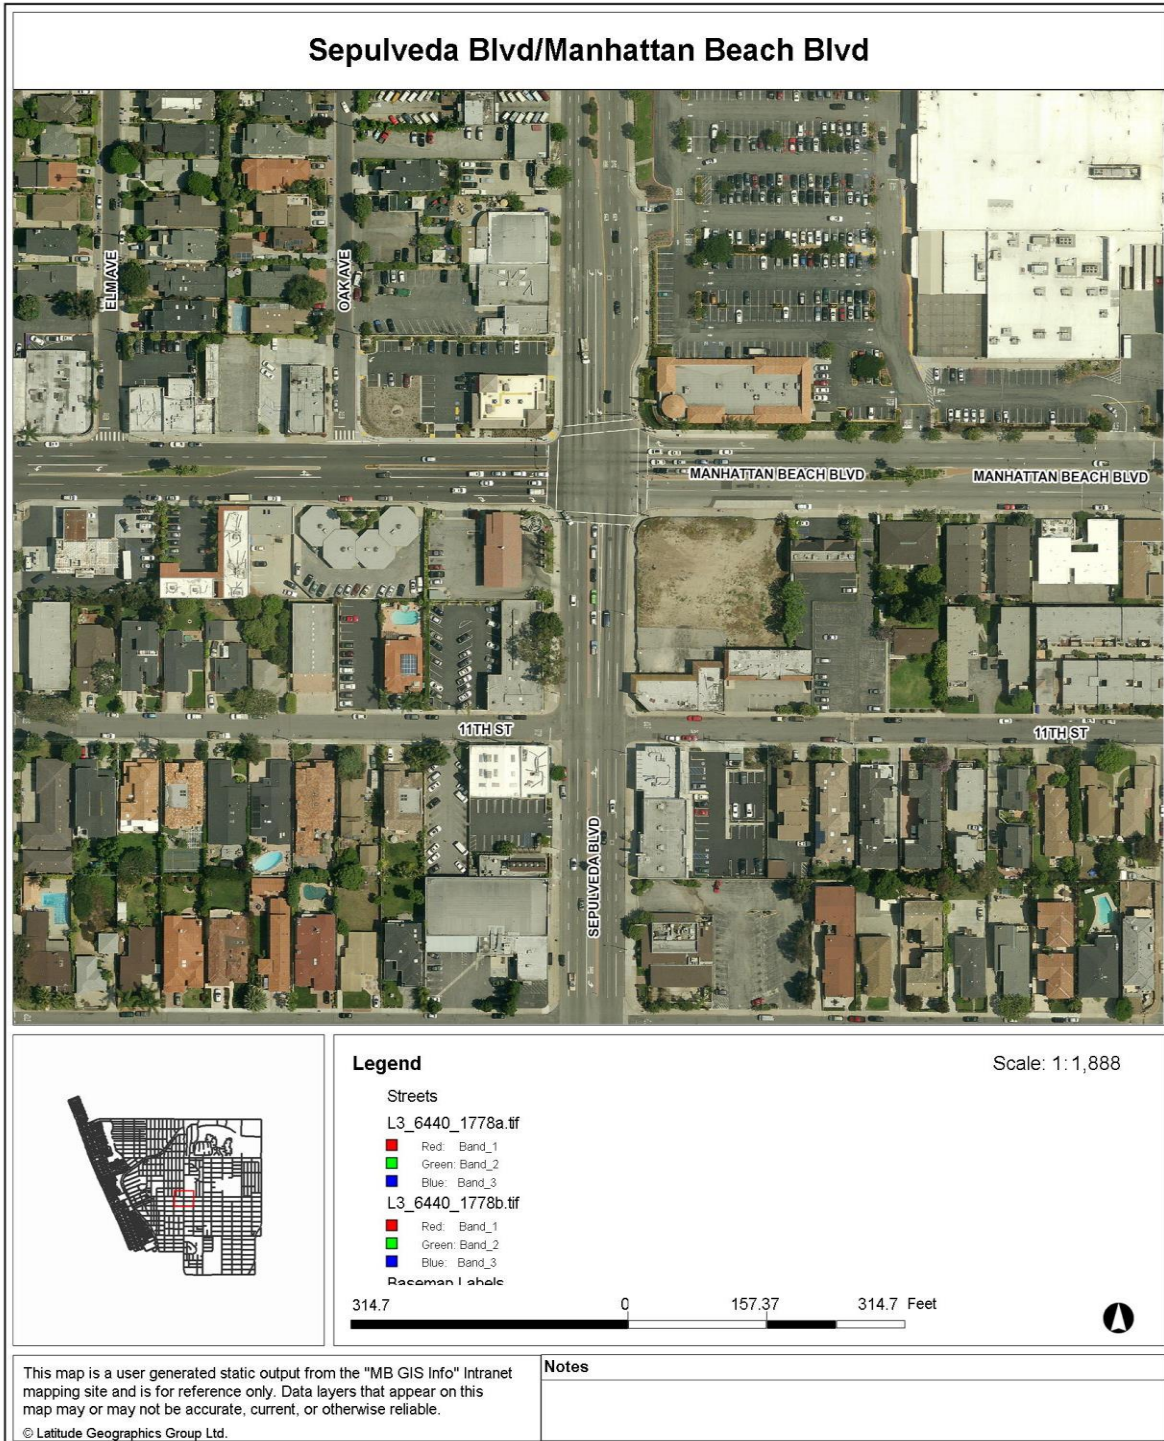 Sepulveda Blvd/Manhattan Beach Blvd
ELM AVE
OAK AVE
MANHATTAN BEACH BLVD
MANHATTAN BEACH BLVD
11TH ST
11TH ST
SEPULVEDA BLVD
Legend
Scale: 1:1,888
Streets
L3_6440_1778a.tif
Red: Band_1
Green: Band_2
Blue: Band_3
L3_6440_1778b.tif
Red: Band_1
Green: Band_2
Blue: Band_3
Basemap Labels
314.7 0 157.37 314.7 Feet
This map is a user generated static output from the "MB GIS Info" Intranet
mapping site and is for reference only. Data layers that appear on this
map may or may not be accurate, current, or otherwise reliable.
© Latitude Geographics Group Ltd.
Notes